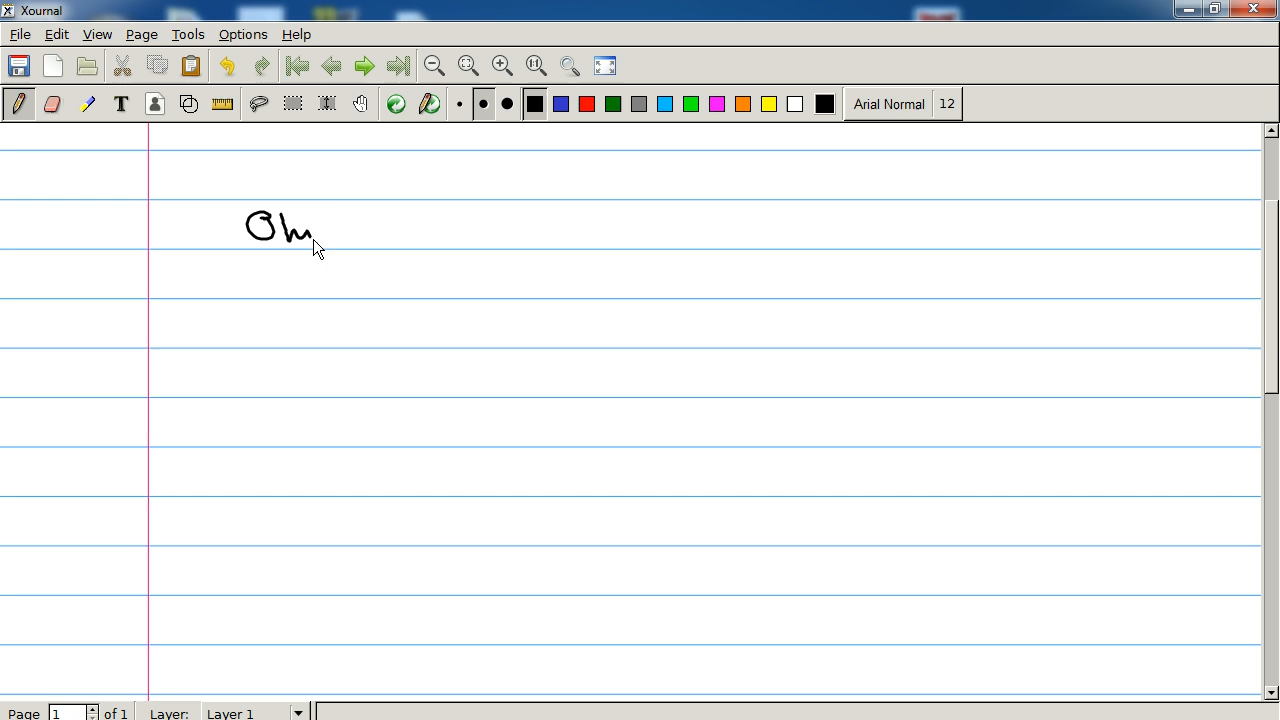 Xournal
File Edit View Page Tools Options Help
T Arial Normal 12
Page 1 of 1 Layer: Layer 1